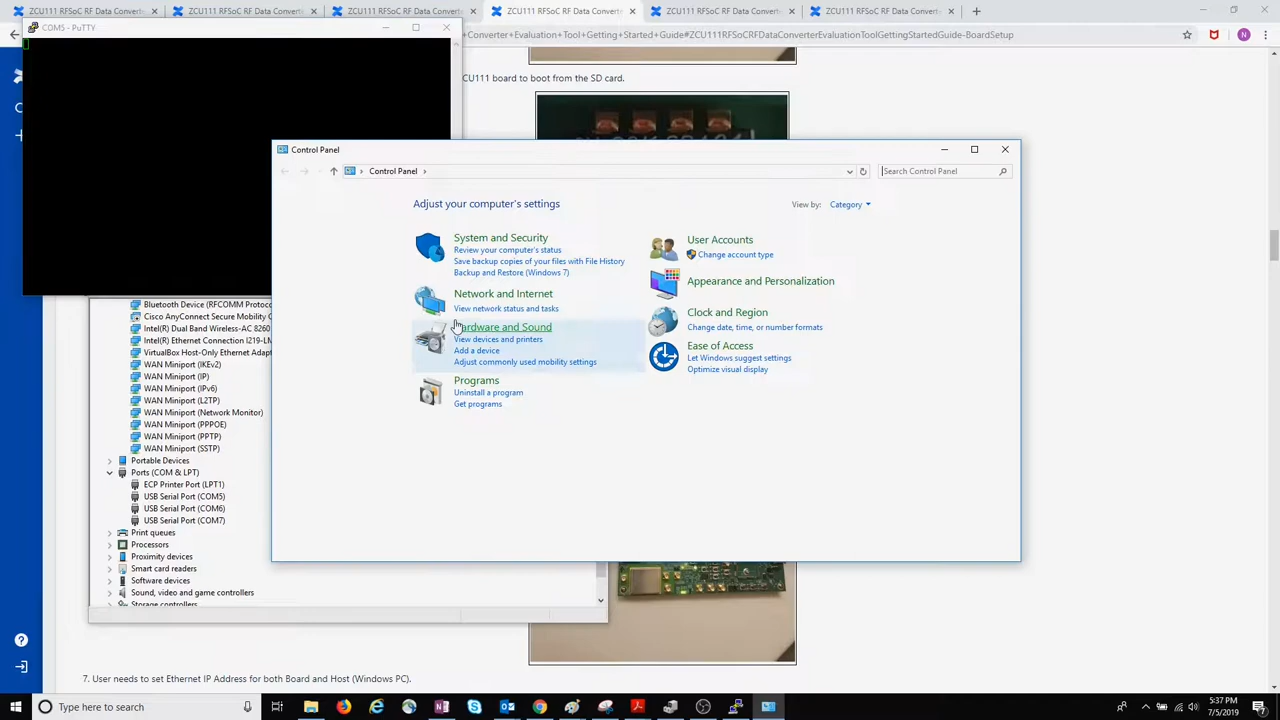 ZCU111 RFSoC RF Data Converter
ZCU111 RFSoC RF Data Converter
ZCU111 RFSoC RF Data Converter
ZCU111 RFSoC RF Data Converter
ZCU111 RFSoC RF Data Converter
ZCU111 RFSoC RF Data Converter
COM5 - PuTTY
Converter+Evaluation+Tool+Getting+Started+Guide#ZCU111RFSoCRFDataConverterEvaluationToolGettingStartedGuide-BoardSetup
N
CU111 board to boot from the SD card.
Control Panel
Control Panel
Search Control Panel
Adjust your computer's settings
View by: Category
System and Security
Review your computer's status
Save backup copies of your files with File History
Backup and Restore (Windows 7)
Network and Internet
View network status and tasks
Hardware and Sound
View devices and printers
Add a device
Adjust commonly used mobility settings
Programs
Uninstall a program
Get programs
User Accounts
Change account type
Appearance and Personalization
Clock and Region
Change date, time, or number formats
Ease of Access
Let Windows suggest settings
Optimize visual display
Bluetooth Device (RFCOMM Protoco
Cisco AnyConnect Secure Mobility C
Intel(R) Dual Band Wireless-AC 8260
Intel(R) Ethernet Connection I219-LM
VirtualBox Host-Only Ethernet Adapt
WAN Miniport (IKEv2)
WAN Miniport (IP)
WAN Miniport (IPv6)
WAN Miniport (L2TP)
WAN Miniport (Network Monitor)
WAN Miniport (PPPOE)
WAN Miniport (PPTP)
WAN Miniport (SSTP)
Portable Devices
Ports (COM & LPT)
ECP Printer Port (LPT1)
USB Serial Port (COM5)
USB Serial Port (COM6)
USB Serial Port (COM7)
Print queues
Processors
Proximity devices
Smart card readers
Software devices
Sound, video and game controllers
Storage controllers
7. User needs to set Ethernet IP Address for both Board and Host (Windows PC).
Type here to search
5:37 PM
7/5/2019